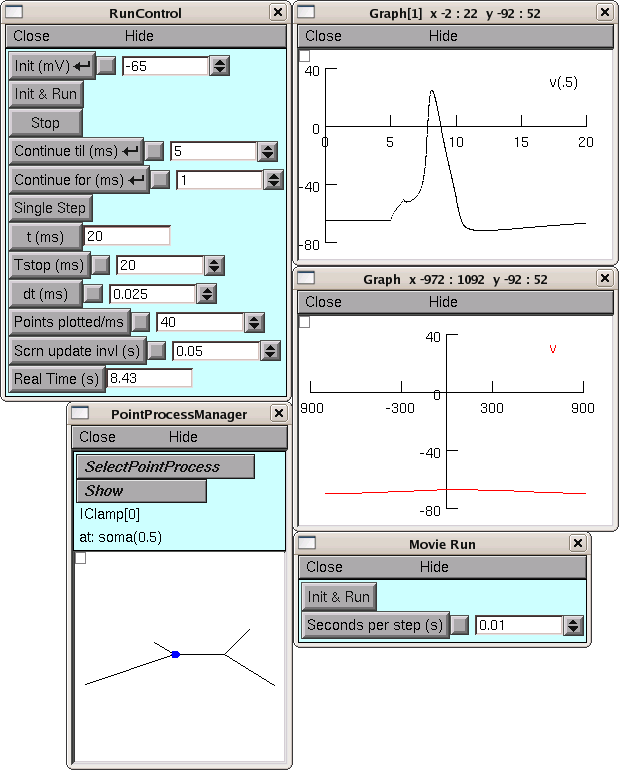 RunControl
Close Hide
Init (mV) -65
Init & Run
Stop
Continue til (ms) 5
Continue for (ms) 1
Single Step
t (ms) 20
Tstop (ms) 20
dt (ms) 0.025
Points plotted/ms 40
Scrn update invl (s) 0.05
Real Time (s) 8.43
Graph[1] x -2 : 22 y -92 : 52
Close Hide
40
v(.5)
0
0 5 10 15 20
-40
-80
Graph x -972 : 1092 y -92 : 52
Close Hide
40
v
0
900 -300 300 900
-40
-80
PointProcessManager
Close Hide
SelectPointProcess
Show
IClamp[0]
at: soma(0.5)
Movie Run
Close Hide
Init & Run
Seconds per step (s) 0.01